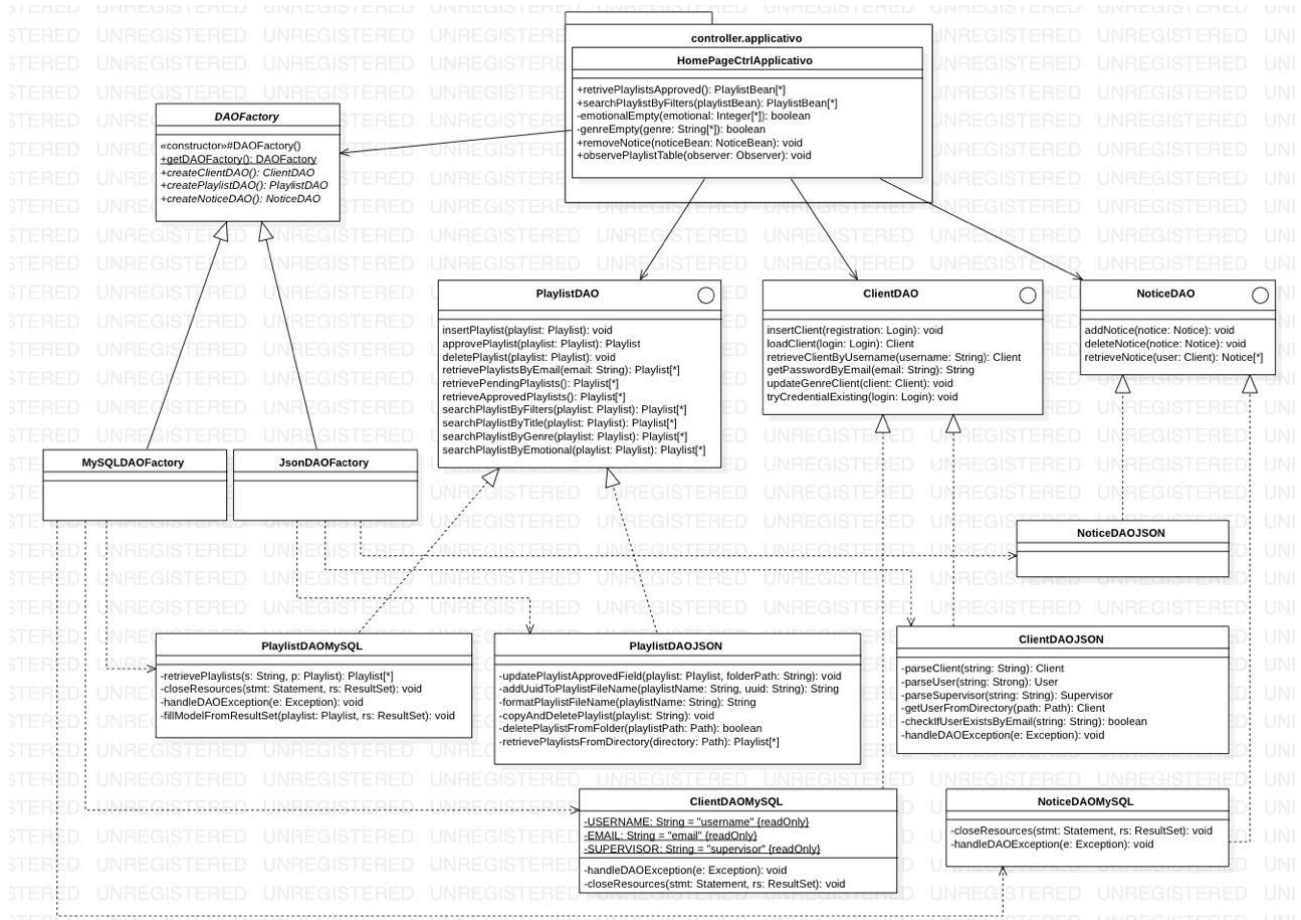 controller.applicativo
HomePageCtrlApplicativo
+retrivePlaylistsApproved(): PlaylistBean[*]
+searchPlaylistByFilters(playlistBean): PlaylistBean[*]
-emotionalEmpty(emotional: Integer[*]): boolean
-genreEmpty(genre: String[*]): boolean
+removeNotice(noticeBean: NoticeBean): void
+observePlaylistTable(observer: Observer): void
DAOFactory
«constructor»#DAOFactory()
+getDAOFactory(): DAOFactory
+createClientDAO(): ClientDAO
+createPlaylistDAO(): PlaylistDAO
+createNoticeDAO(): NoticeDAO
PlaylistDAO
insertPlaylist(playlist: Playlist): void
approvePlaylist(playlist: Playlist): Playlist
deletePlaylist(playlist: Playlist): void
retrievePlaylistsByEmail(email: String): Playlist[*]
retrievePendingPlaylists(): Playlist[*]
retrieveApprovedPlaylists(): Playlist[*]
searchPlaylistByFilters(playlist: Playlist): Playlist[*]
searchPlaylistByTitle(playlist: Playlist): Playlist[*]
searchPlaylistByGenre(playlist: Playlist): Playlist[*]
searchPlaylistByEmotional(playlist: Playlist): Playlist[*]
ClientDAO
insertClient(registration: Login): void
loadClient(login: Login): Client
retrieveClientByUsername(username: String): Client
getPasswordByEmail(email: String): String
updateGenreClient(client: Client): void
tryCredentialExisting(login: Login): void
NoticeDAO
addNotice(notice: Notice): void
deleteNotice(notice: Notice): void
retrieveNotice(user: Client): Notice[*]
MySQLDAOFactory
JsonDAOFactory
NoticeDAOJSON
PlaylistDAOMySQL
-retrievePlaylists(s: String, p: Playlist): Playlist[*]
-closeResources(stmt: Statement, rs: ResultSet): void
-handleDAOException(e: Exception): void
-fillModelFromResultSet(playlist: Playlist, rs: ResultSet): void
PlaylistDAOJSON
-updatePlaylistApprovedField(playlist: Playlist, folderPath: String): void
-addUuidToPlaylistFileName(playlistName: String, uuid: String): String
-formatPlaylistFileName(playlistName: String): String
-copyAndDeletePlaylist(playlist: String): void
-deletePlaylistFromFolder(playlistPath: Path): boolean
-retrievePlaylistsFromDirectory(directory: Path): Playlist[*]
ClientDAOJSON
-parseClient(string: String): Client
-parseUser(string: Strong): User
-parseSupervisor(string: String): Supervisor
-getUserFromDirectory(path: Path): Client
-checkIfUserExistsByEmail(string: String): boolean
-handleDAOException(e: Exception): void
ClientDAOMySQL
-USERNAME: String = "username" {readOnly}
-EMAIL: String = "email" {readOnly}
-SUPERVISOR: String = "supervisor" {readOnly}
-handleDAOException(e: Exception): void
-closeResources(stmt: Statement, rs: ResultSet): void
NoticeDAOMySQL
-closeResources(stmt: Statement, rs: ResultSet): void
-handleDAOException(e: Exception): void
UNREGISTERED